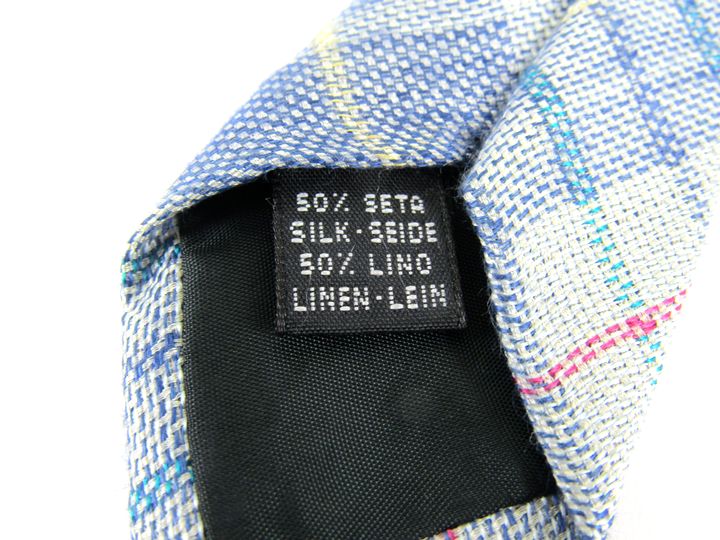 50% SETA
SILK·SEIDE
50% LINO
LINEN·LEIN